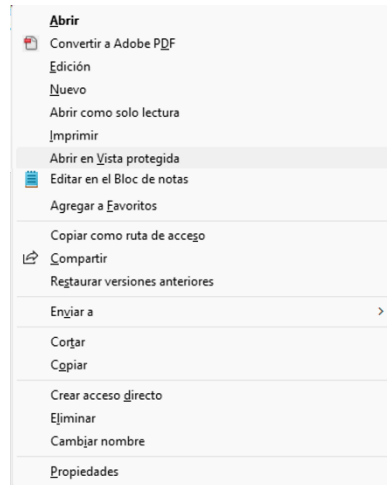 Abrir
Convertir a Adobe PDF
Edición
Nuevo
Abrir como solo lectura
Imprimir
Abrir en Vista protegida
Editar en el Bloc de notas
Agregar a Favoritos
Copiar como ruta de acceso
Compartir
Restaurar versiones anteriores
Enviar a
Cortar
Copiar
Crear acceso directo
Eliminar
Cambiar nombre
Propiedades